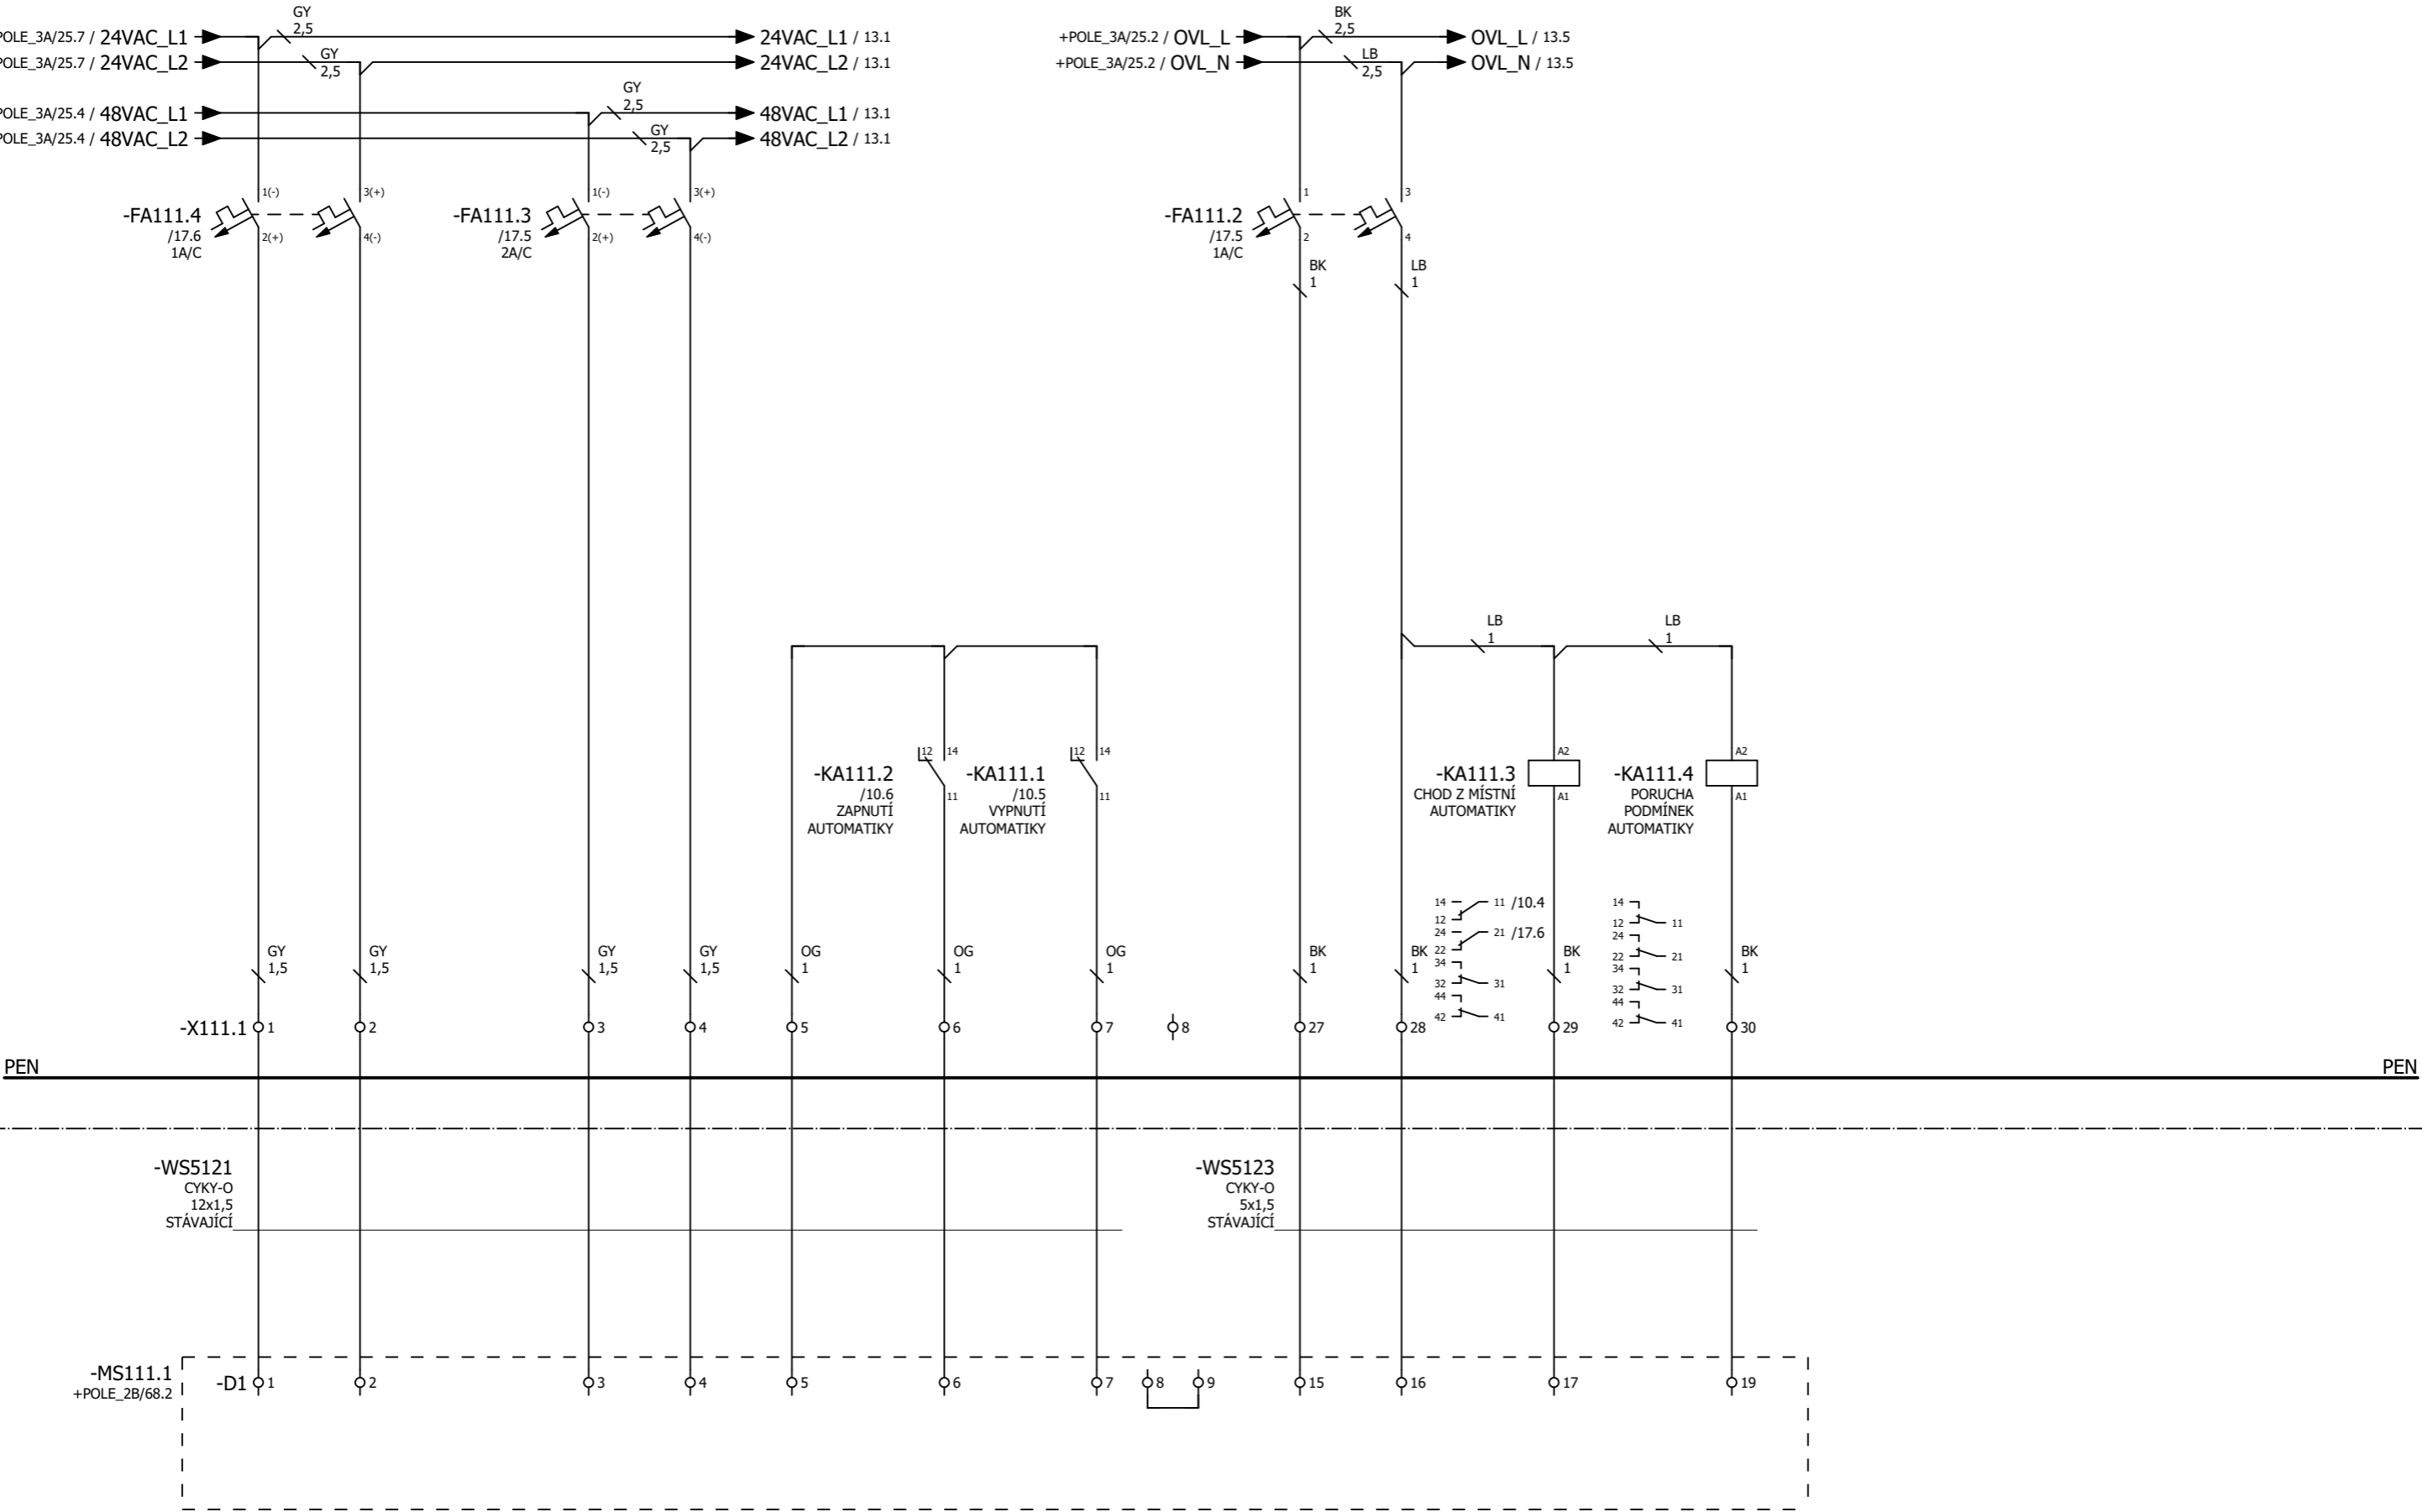 GY
2,5
POLE_3A/25.7 / 24VAC_L1
24VAC_L1 / 13.1
POLE_3A/25.7 / 24VAC_L2
GY
2,5
24VAC_L2 / 13.1
GY
2,5
POLE_3A/25.4 / 48VAC_L1
48VAC_L1 / 13.1
POLE_3A/25.4 / 48VAC_L2
GY
2,5
48VAC_L2 / 13.1
BK
2,5
+POLE_3A/25.2 / OVL_L
OVL_L / 13.5
+POLE_3A/25.2 / OVL_N
LB
2,5
OVL_N / 13.5
-FA111.4
/17.6
1A/C
1(-)
2(+)
3(+)
4(-)
-FA111.3
/17.5
2A/C
1(-)
2(+)
3(+)
4(-)
-FA111.2
/17.5
1A/C
1
2
3
4
BK
1
LB
1
LB
1
LB
1
-KA111.2
/10.6
ZAPNUTÍ
AUTOMATIKY
12 14
11
-KA111.1
/10.5
VYPNUTÍ
AUTOMATIKY
12 14
11
-KA111.3
CHOD Z MÍSTNÍ
AUTOMATIKY
A2
A1
-KA111.4
PORUCHA
PODMÍNEK
AUTOMATIKY
A2
A1
14 11 /10.4
12
24 21 /17.6
22
34
32 31
44
42 41
14
12 11
24
22 21
34
32 31
44
42 41
GY
1,5
GY
1,5
GY
1,5
GY
1,5
OG
1
OG
1
OG
1
BK
1
BK
1
BK
1
BK
1
-X111.1 1 2 3 4 5 6 7 8 27 28 29 30
PEN PEN
-WS5121
CYKY-O
12x1,5
STÁVAJÍCÍ
-WS5123
CYKY-O
5x1,5
STÁVAJÍCÍ
-MS111.1
+POLE_2B/68.2
-D1 1 2 3 4 5 6 7 8 9 15 16 17 19